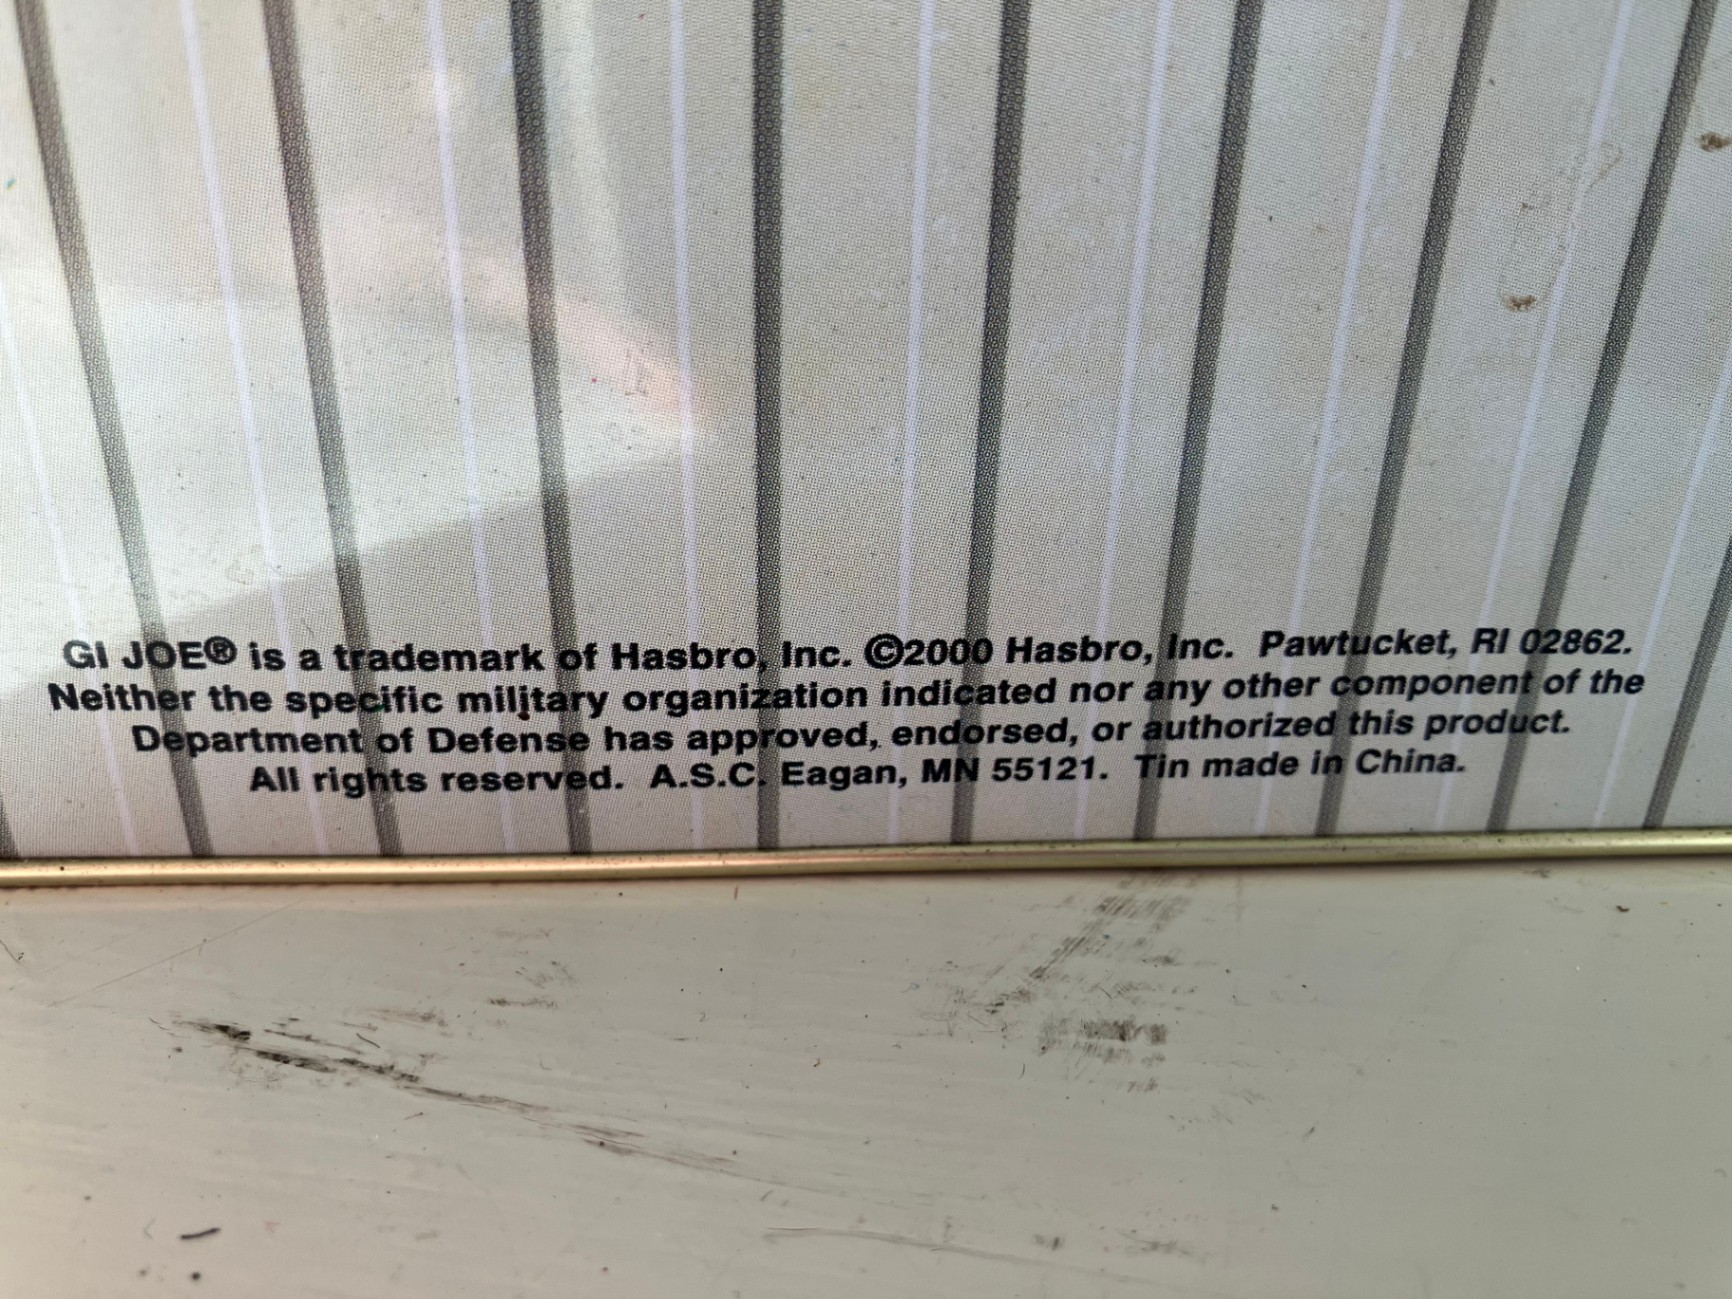 GI JOE® is a trademark of Hasbro, Inc. ©2000 Hasbro, Inc. Pawtucket, RI 02862.
Neither the specific military organization indicated nor any other component of the
Department of Defense has approved, endorsed, or authorized this product.
All rights reserved. A.S.C. Eagan, MN 55121. Tin made in China.